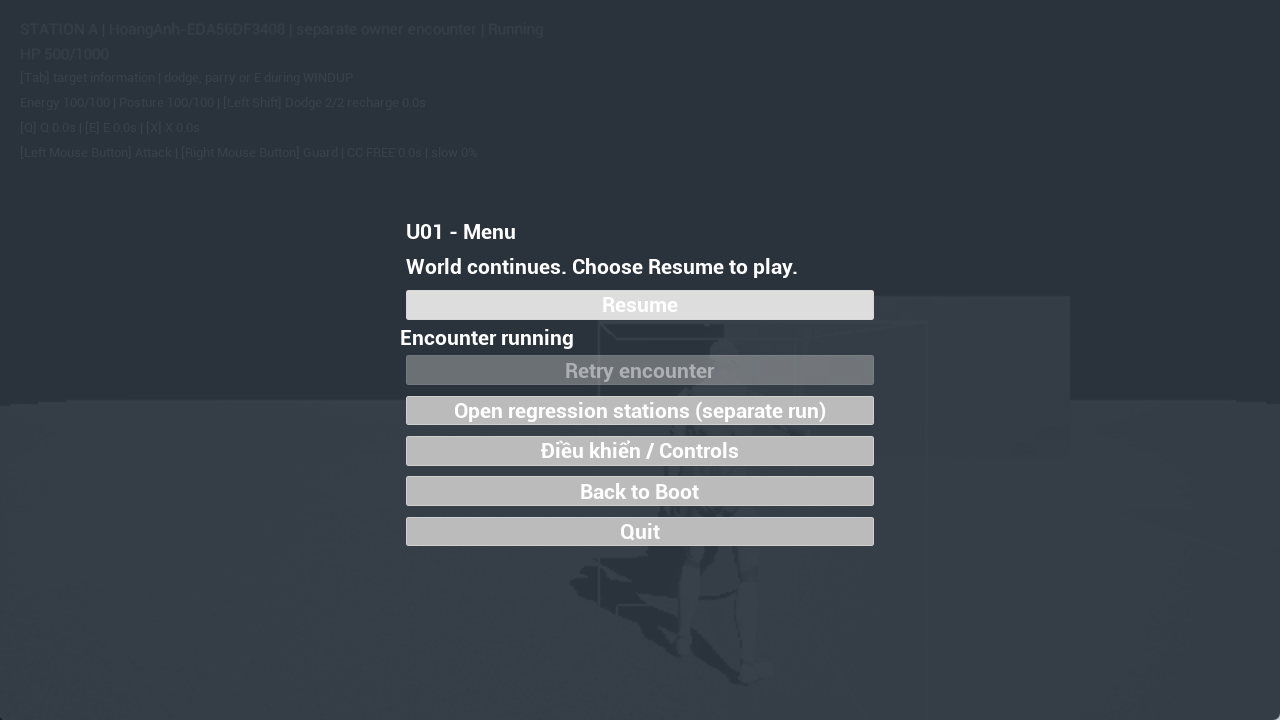 STATION A | HoangAnh-EDA56DF3408 | separate owner encounter | Running
HP 500/1000
[Tab] target information | dodge, parry or E during WINDUP
Energy 100/100 | Posture 100/100 | [Left Shift] Dodge 2/2 recharge 0.0s
[Q] Q 0.0s | [E] E 0.0s | [X] X 0.0s
[Left Mouse Button] Attack | [Right Mouse Button] Guard | CC FREE 0.0s | slow 0%
U01 - Menu
World continues. Choose Resume to play.
Resume
Encounter running
Retry encounter
Open regression stations (separate run)
Điều khiển / Controls
Back to Boot
Quit